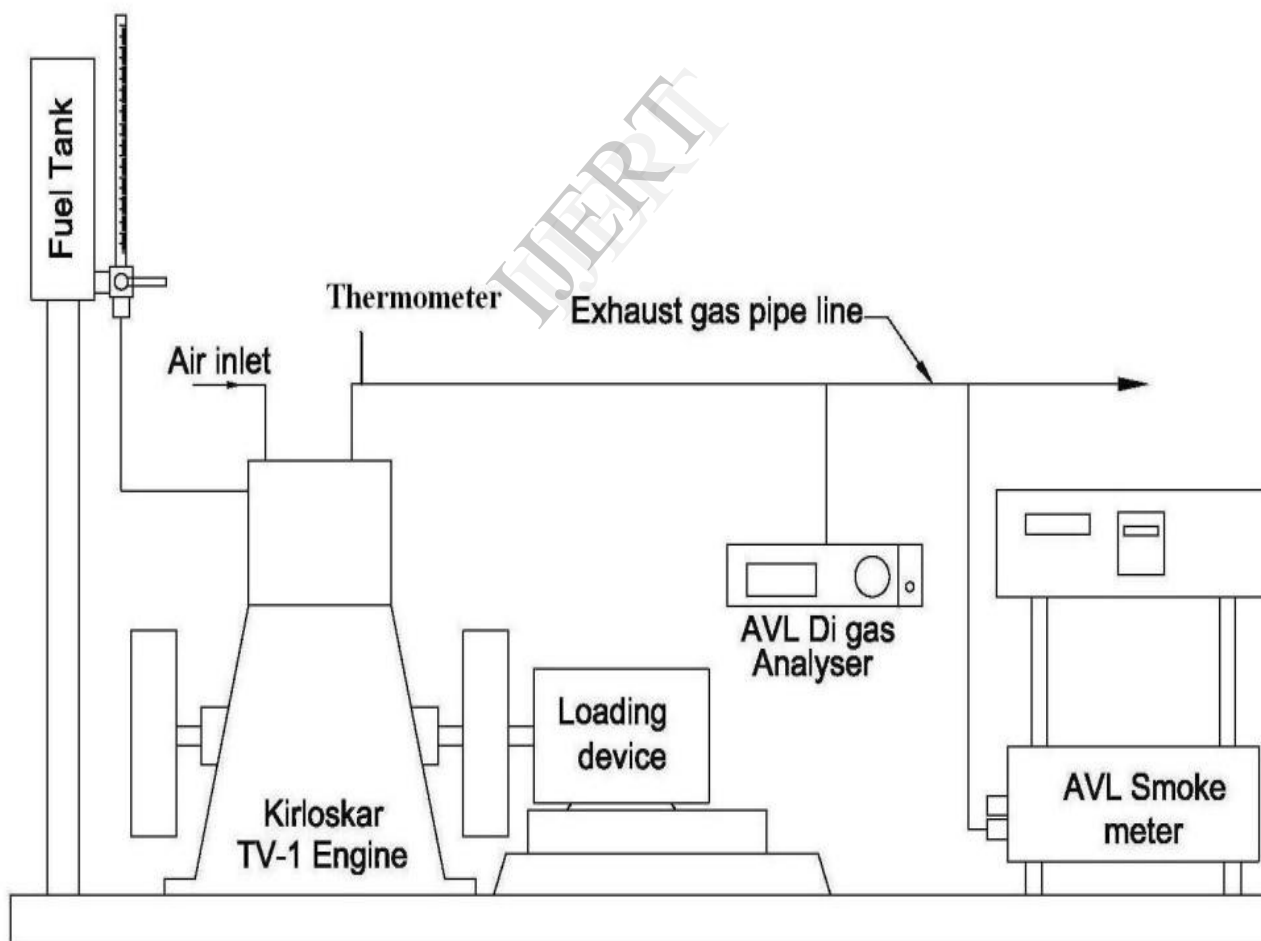 Fuel Tank
IJERT
Thermometer
Exhaust gas pipe line
Air inlet
AVL Di gas
Analyser
Loading
device
Kirloskar
TV-1 Engine
AVL Smoke
meter